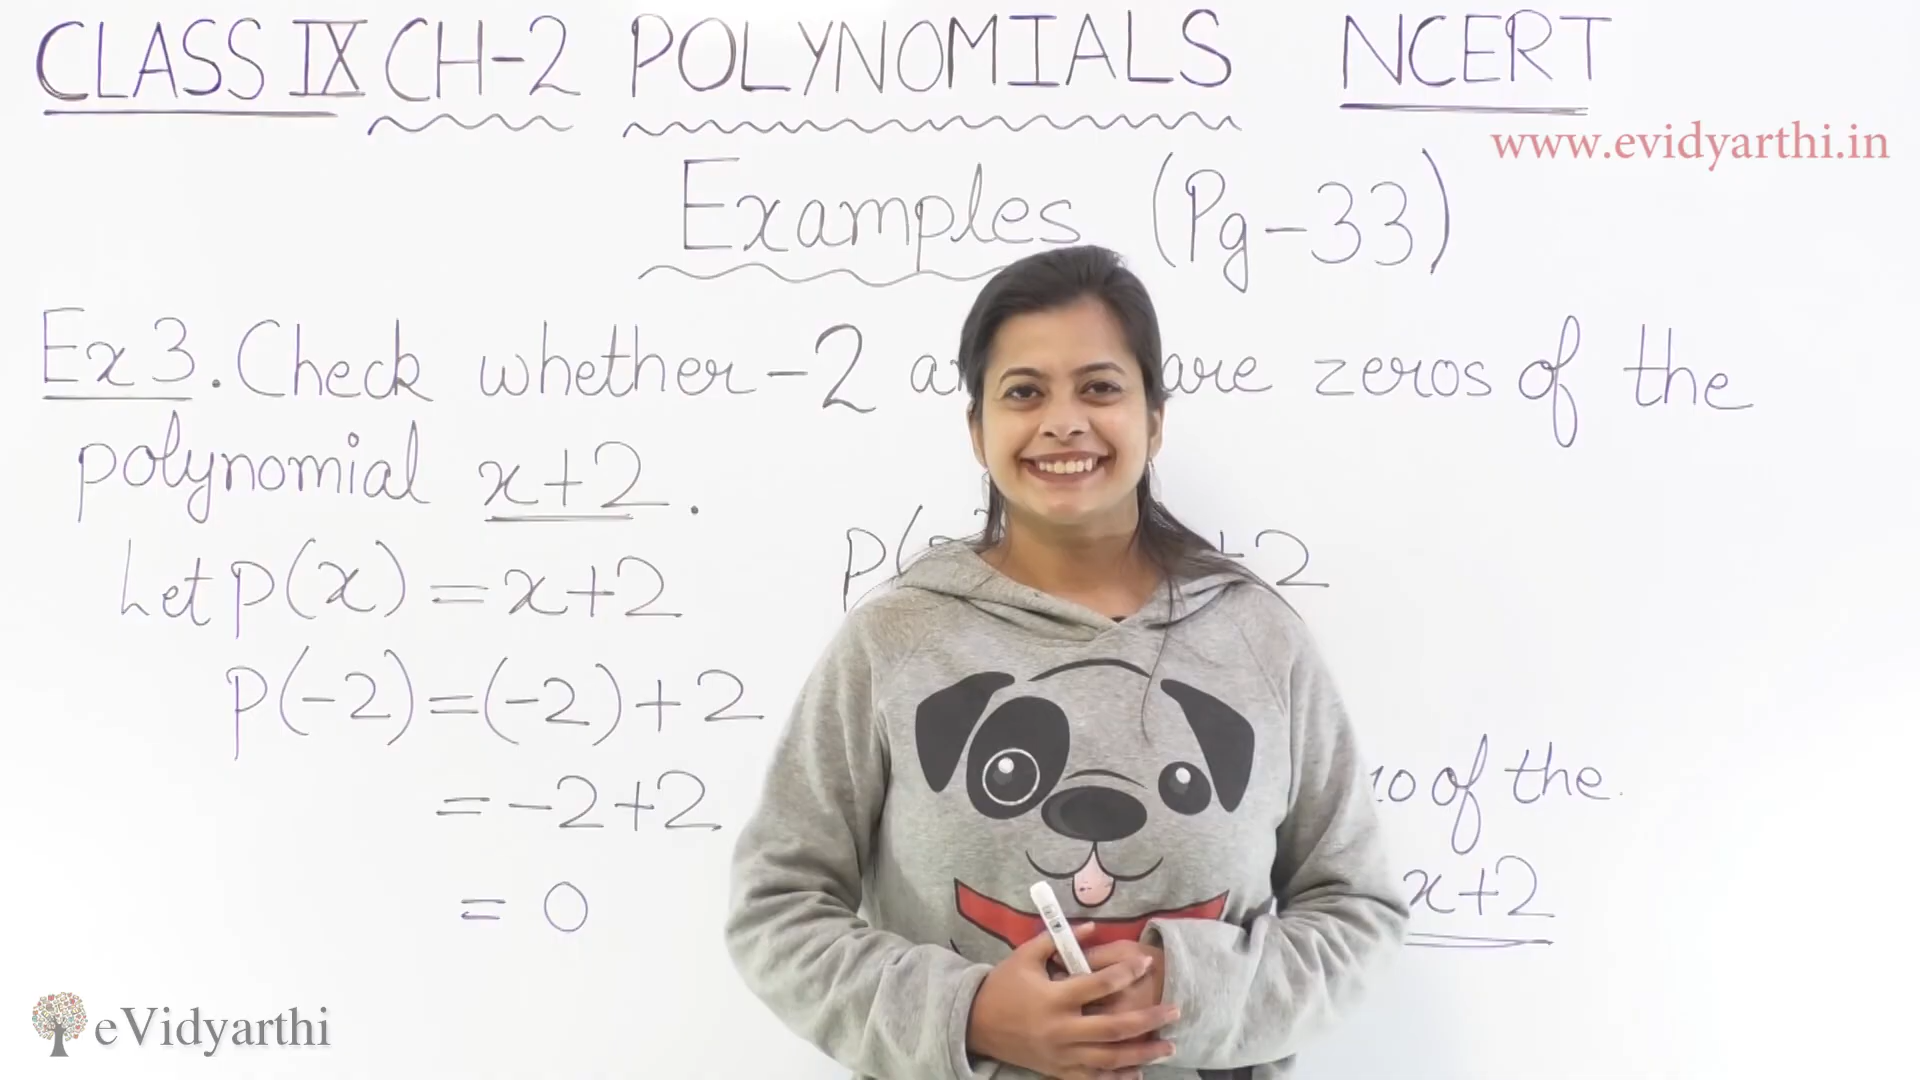 CLASS IX CH-2 POLYNOMIALS NCERT
www.evidyarthi.in
Examples (Pg-33)
Ex 3. Check whether -2 are zeros of the
polynomial x+2.
Let p(x) = x+2
p(-2) = (-2)+2
= -2+2
= 0
p( +2
of the
x+2
eVidyarthi